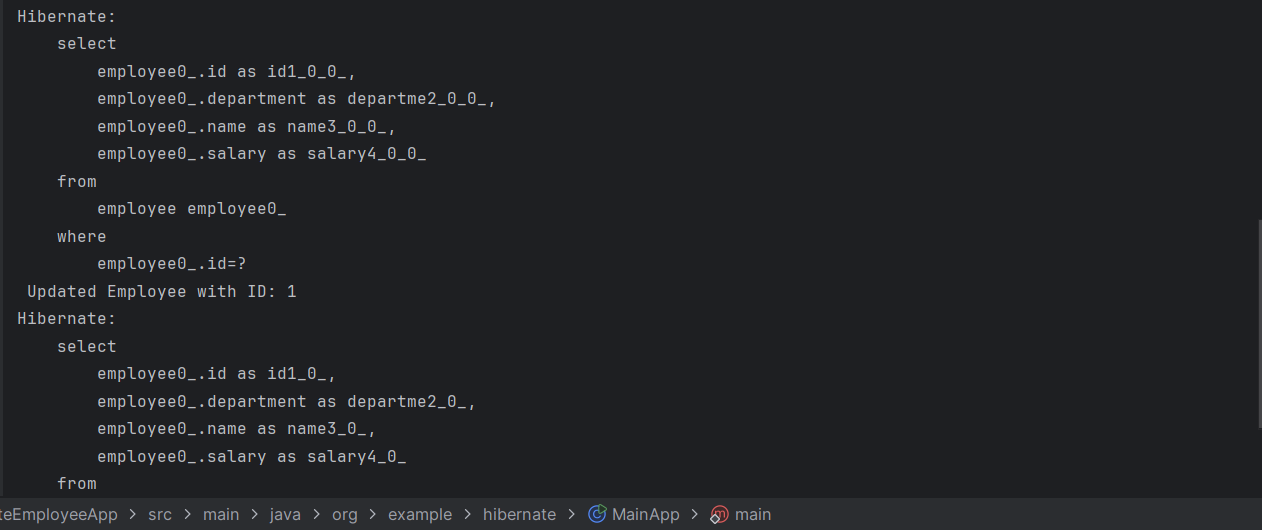 Hibernate:
    select
        employee0_.id as id1_0_0_,
        employee0_.department as departme2_0_0_,
        employee0_.name as name3_0_0_,
        employee0_.salary as salary4_0_0_
    from
        employee employee0_
    where
        employee0_.id=?
 Updated Employee with ID: 1
Hibernate:
    select
        employee0_.id as id1_0_,
        employee0_.department as departme2_0_,
        employee0_.name as name3_0_,
        employee0_.salary as salary4_0_
    from
teEmployeeApp > src > main > java > org > example > hibernate > MainApp > main